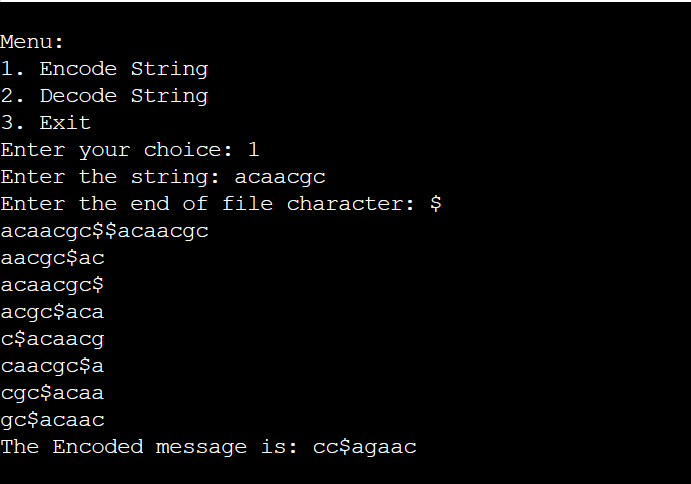 Menu:
1. Encode String
2. Decode String
3. Exit
Enter your choice: 1
Enter the string: acaacgc
Enter the end of file character: $
acaacgc$$acaacgc
aacgc$ac
acaacgc$
acgc$aca
c$acaacg
caacgc$a
cgc$acaa
gc$acaac
The Encoded message is: cc$agaac